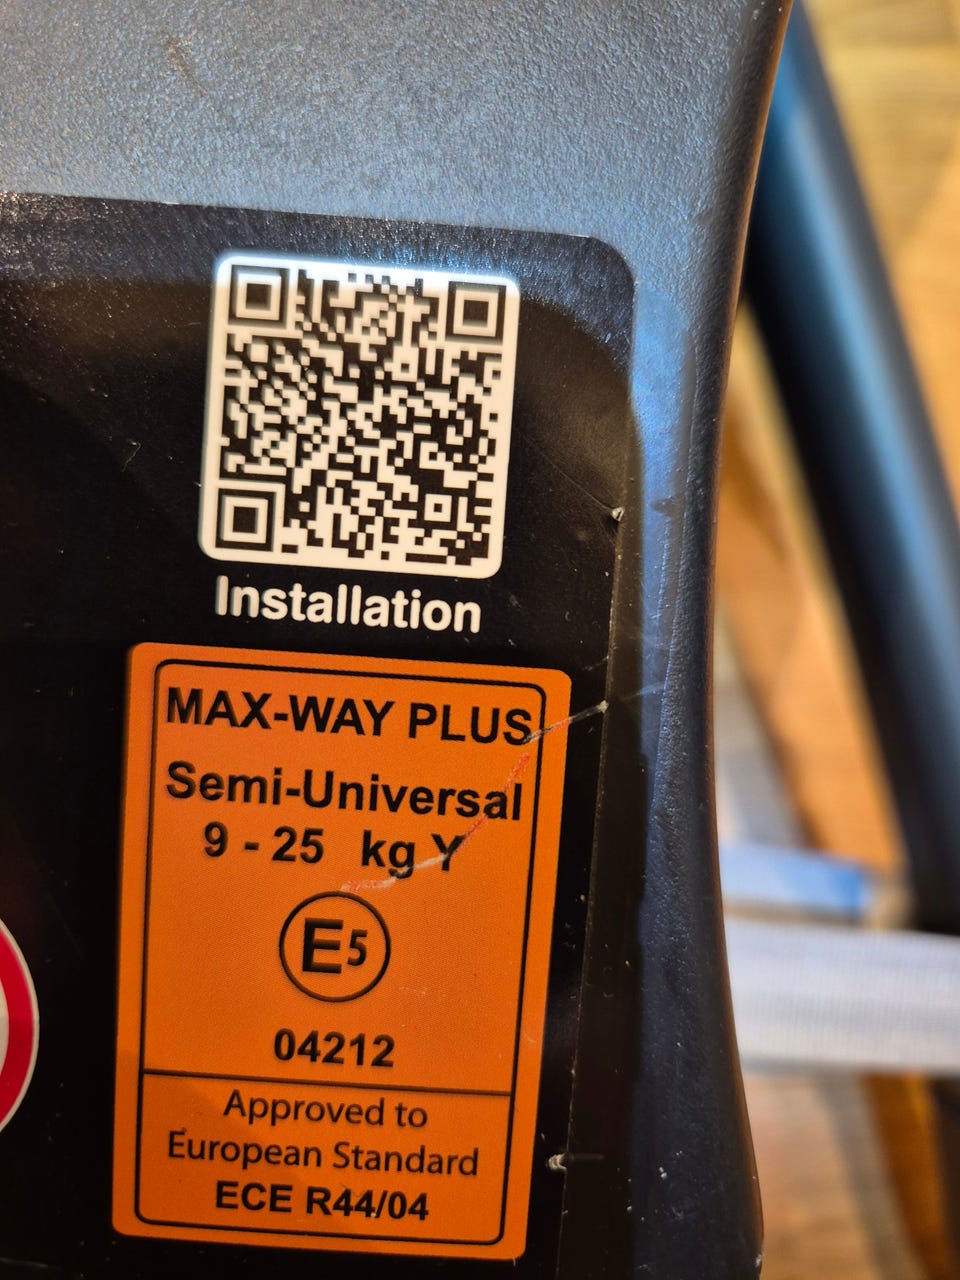 Installation
MAX-WAY PLUS
Semi-Universal
9 - 25 kg Y
E5
04212
Approved to
European Standard
ECE R44/04